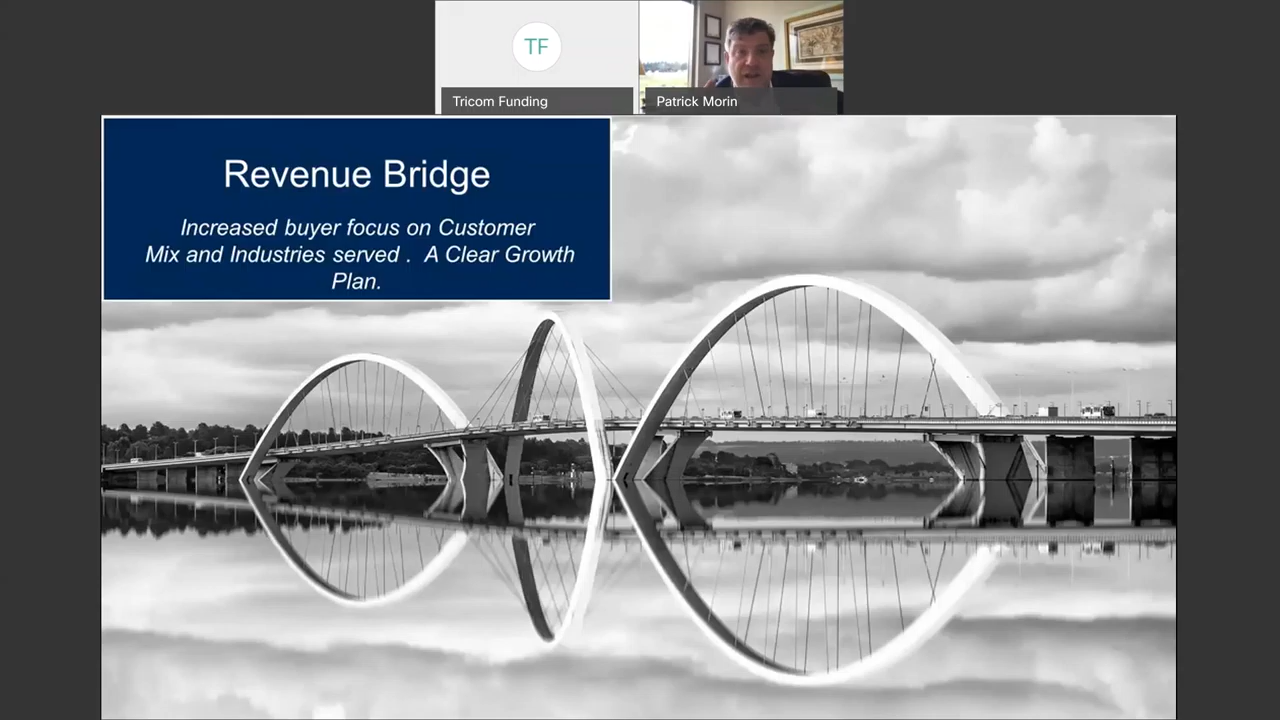 TF
Tricom Funding
Patrick Morin
Revenue Bridge
Increased buyer focus on Customer
Mix and Industries served .  A Clear Growth
Plan.